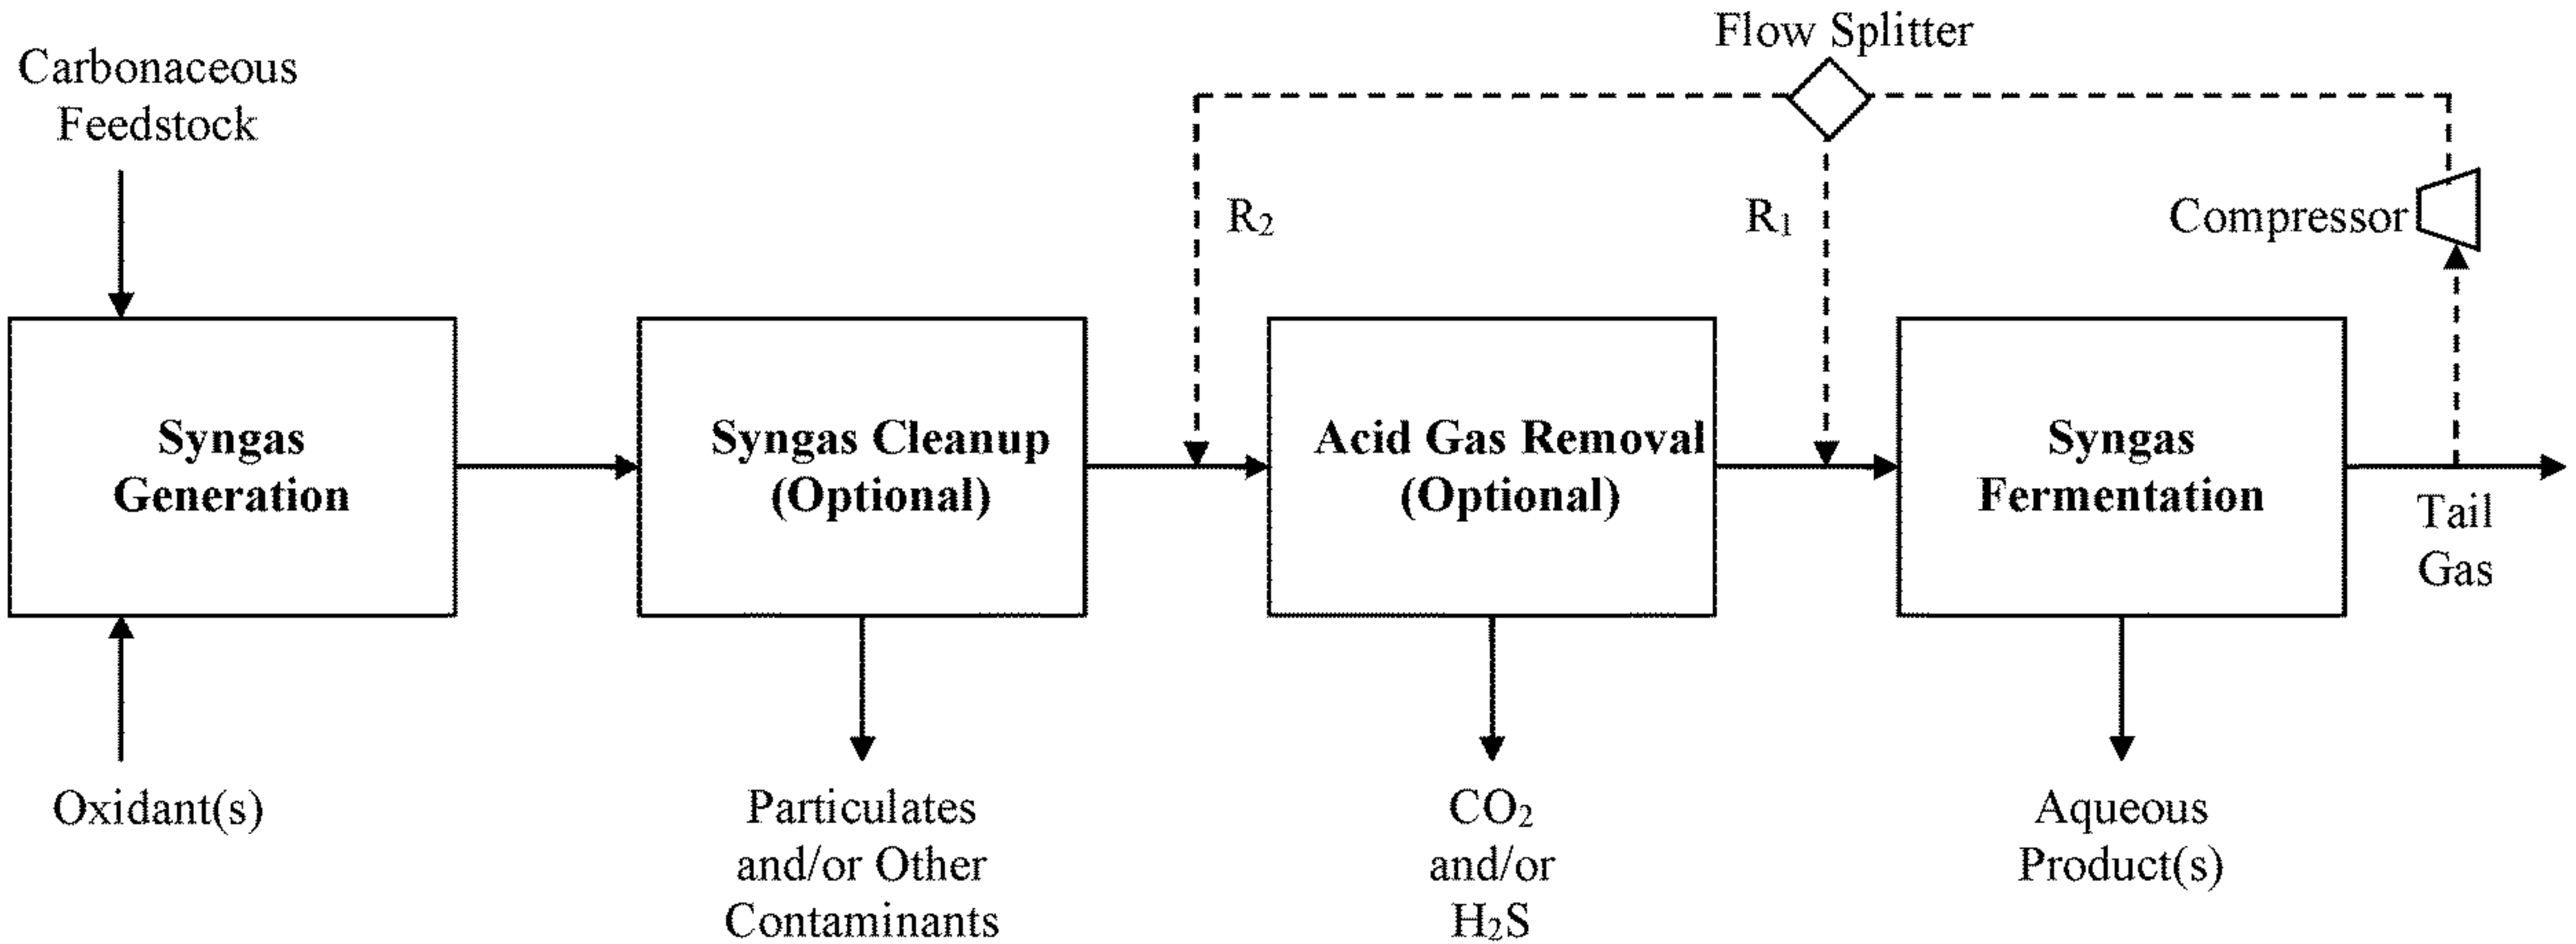 Flow Splitter
Carbonaceous
Feedstock
R₂
R₁
Compressor
Syngas
Generation
Syngas Cleanup
(Optional)
Acid Gas Removal
(Optional)
Syngas
Fermentation
Tail
Gas
Oxidant(s)
Particulates
and/or Other
Contaminants
CO₂
and/or
H₂S
Aqueous
Product(s)